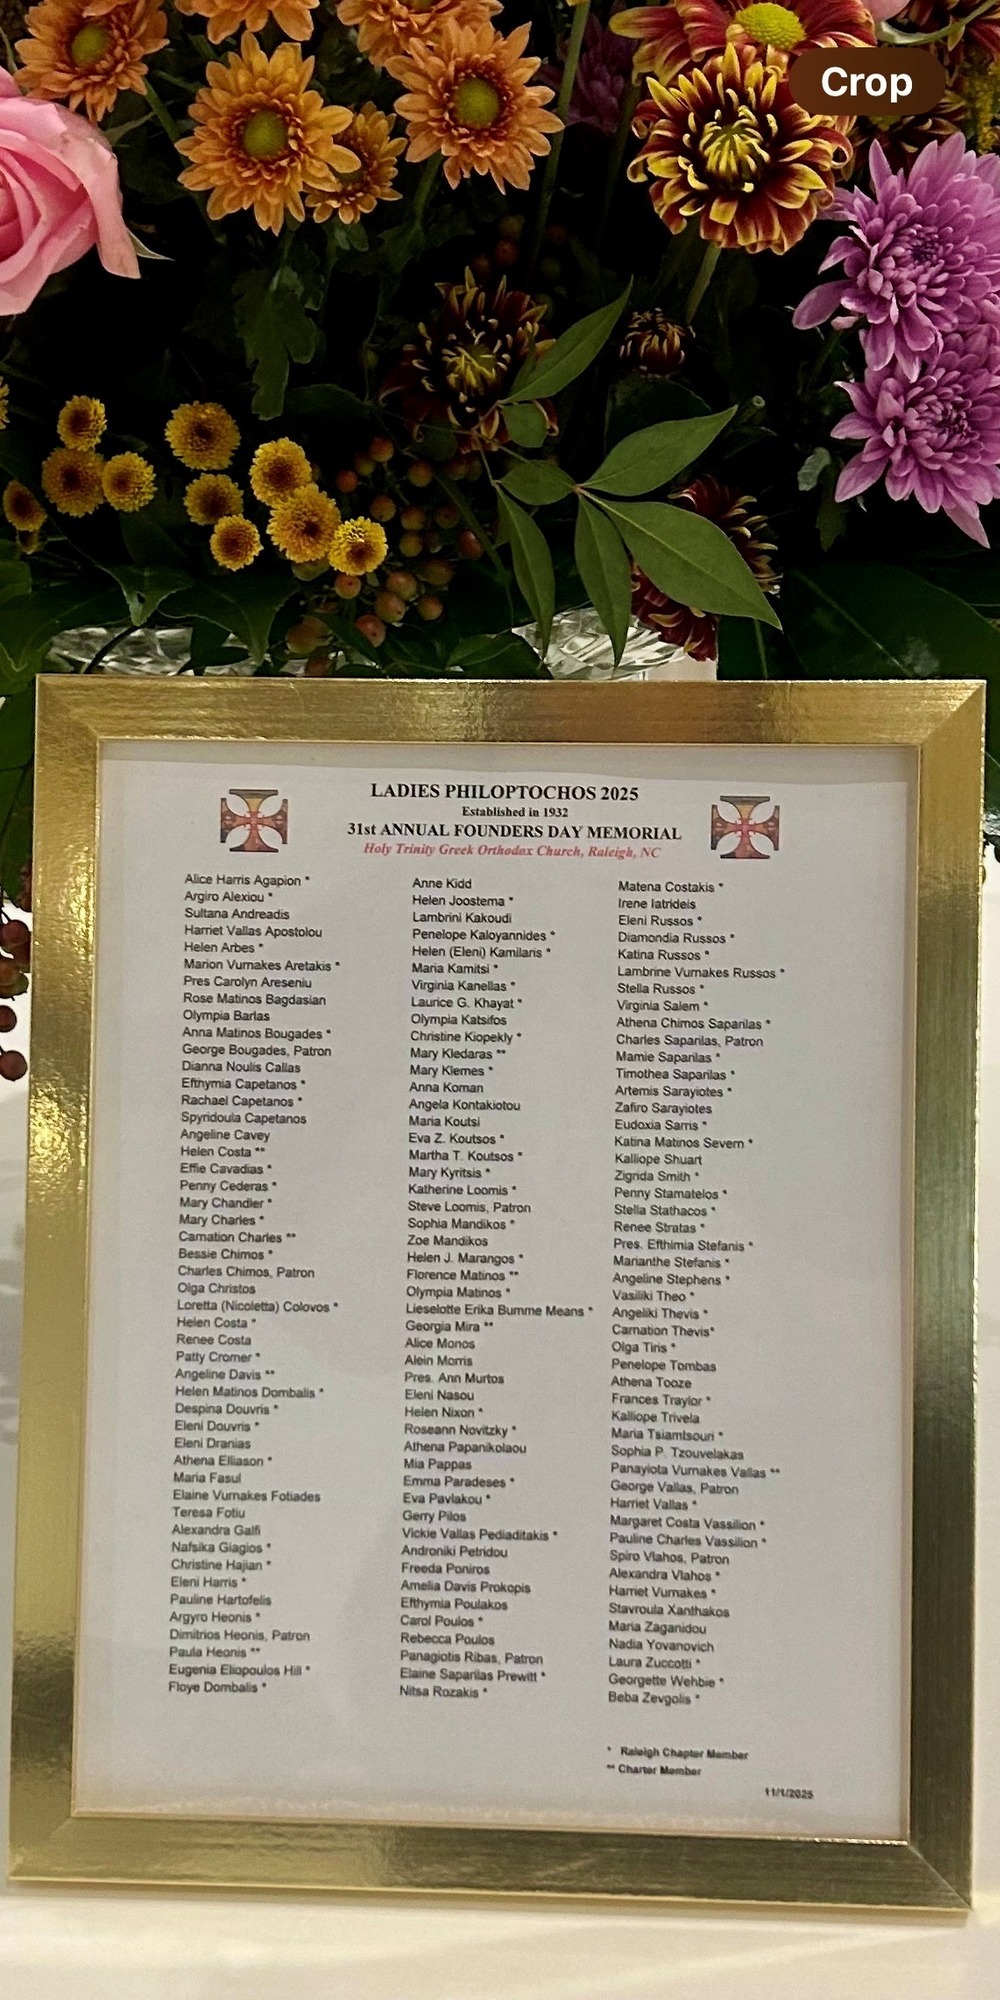 Crop
LADIES PHILOPTOCHOS 2025
Established in 1932
31st ANNUAL FOUNDERS DAY MEMORIAL
Holy Trinity Greek Orthodox Church, Raleigh, NC
Alice Harris Agapion *
Argiro Alexiou *
Sultana Andreadis
Harriet Vallas Apostolou
Helen Arbes *
Marion Vurnakes Aretakis *
Pres Carolyn Areseniu
Rose Matinos Bagdasian
Olympia Barlas
Anna Matinos Bougades *
George Bougades, Patron
Dianna Noulis Callas
Efthymia Capetanos *
Rachael Capetanos *
Spyridoula Capetanos
Angeline Cavey
Helen Costa **
Effie Cavadias *
Penny Cederas *
Mary Chandler *
Mary Charles *
Carnation Charles **
Bessie Chimos *
Charles Chimos, Patron
Olga Christos
Loretta (Nicoletta) Colovos *
Helen Costa *
Renee Costa
Patty Cromer *
Angeline Davis **
Helen Matinos Dombalis *
Despina Douvris *
Eleni Douvris *
Eleni Dranias
Athena Elliason *
Maria Fasul
Elaine Vurnakes Fotiades
Teresa Fotiu
Alexandra Galfi
Nafsika Giagios *
Christine Hajian *
Eleni Harris *
Pauline Hartofelis
Argyro Heonis *
Dimitrios Heonis, Patron
Paula Heonis **
Eugenia Eliopoulos Hill *
Floye Dombalis *
Anne Kidd
Helen Joostema *
Lambrini Kakoudi
Penelope Kaloyannides *
Helen (Eleni) Kamilaris *
Maria Kamitsi *
Virginia Kanellas *
Laurice G. Khayat *
Olympia Katsifos
Christine Kiopekly *
Mary Kledaras **
Mary Klemes *
Anna Koman
Angela Kontakiotou
Maria Koutsi
Eva Z. Koutsos *
Martha T. Koutsos *
Mary Kyritsis *
Katherine Loomis *
Steve Loomis, Patron
Sophia Mandikos *
Zoe Mandikos
Helen J. Marangos *
Florence Matinos **
Olympia Matinos *
Lieselotte Erika Bumme Means *
Georgia Mira **
Alice Monos
Alein Morris
Pres. Ann Murtos
Eleni Nasou
Helen Nixon *
Roseann Novitzky *
Athena Papanikolaou
Mia Pappas
Emma Paradeses *
Eva Pavlakou *
Gerry Pilos
Vickie Vallas Pediaditakis *
Androniki Petridou
Freeda Poniros
Amelia Davis Prokopis
Efthymia Poulakos
Carol Poulos *
Rebecca Poulos
Panagiotis Ribas, Patron
Elaine Saparilas Prewitt *
Nitsa Rozakis *
Matena Costakis *
Irene Iatrideis
Eleni Russos *
Diamondia Russos *
Katina Russos *
Lambrine Vurnakes Russos *
Stella Russos *
Virginia Salem *
Athena Chimos Saparilas *
Charles Saparilas, Patron
Mamie Saparilas *
Timothea Saparilas *
Artemis Sarayiotes *
Zafiro Sarayiotes
Eudoxia Sarris *
Katina Matinos Severn *
Kalliope Shuart
Zigrida Smith *
Penny Stamatelos *
Stella Stathacos *
Renee Stratas *
Pres. Efthimia Stefanis *
Marianthe Stefanis *
Angeline Stephens *
Vasiliki Theo *
Angeliki Thevis *
Carnation Thevis*
Olga Tiris *
Penelope Tombas
Athena Tooze
Frances Traylor *
Kalliope Trivela
Maria Tsiamtsouri *
Sophia P. Tzouvelakas
Panayiota Vurnakes Vallas **
George Vallas, Patron
Harriet Vallas *
Margaret Costa Vassilion *
Pauline Charles Vassilion *
Spiro Vlahos, Patron
Alexandra Vlahos *
Harriet Vurnakes *
Stavroula Xanthakos
Maria Zaganidou
Nadia Yovanovich
Laura Zuccotti *
Georgette Wehbie *
Beba Zevgolis *
* Raleigh Chapter Member
** Charter Member
11/1/2025